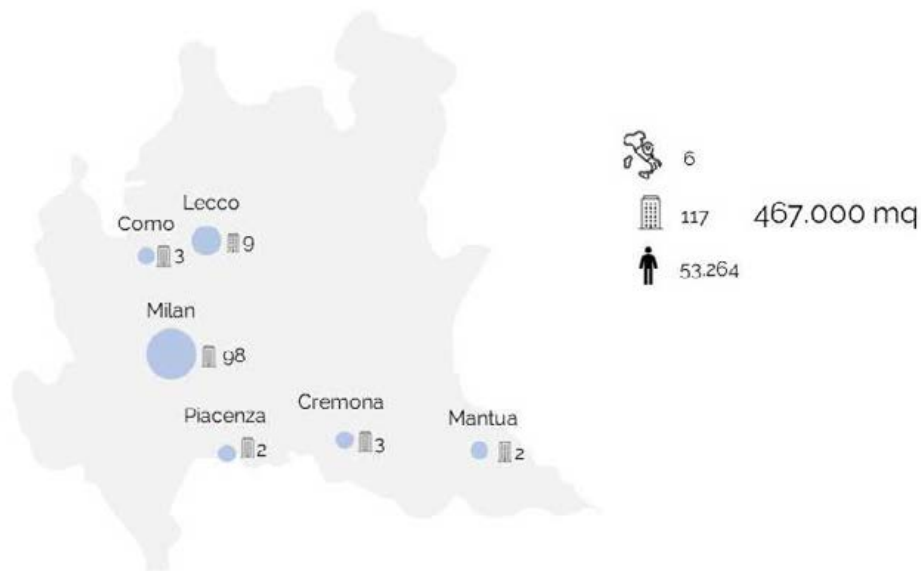 Lecco
9
Como
3
Milan
98
Piacenza
2
Cremona
3
Mantua
2
6
117
467.000 mq
53.264